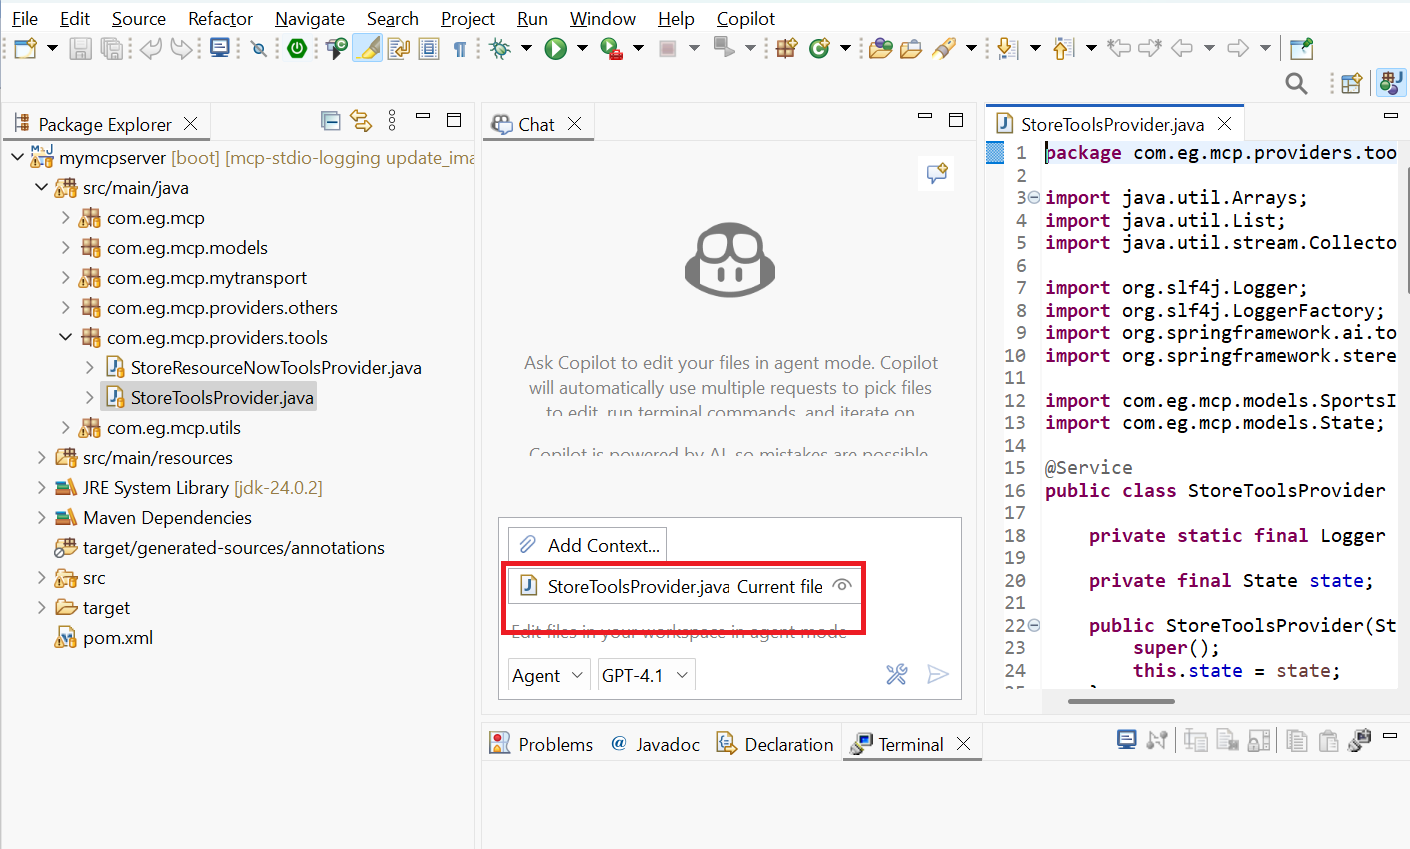 File Edit Source Refactor Navigate Search Project Run Window Help Copilot
Package Explorer
mymcpserver [boot] [mcp-stdio-logging update_ima
src/main/java
com.eg.mcp
com.eg.mcp.models
com.eg.mcp.mytransport
com.eg.mcp.providers.others
com.eg.mcp.providers.tools
StoreResourceNowToolsProvider.java
StoreToolsProvider.java
com.eg.mcp.utils
src/main/resources
JRE System Library [jdk-24.0.2]
Maven Dependencies
target/generated-sources/annotations
src
target
pom.xml
Chat
Ask Copilot to edit your files in agent mode. Copilot
will automatically use multiple requests to pick files
to edit, run terminal commands, and iterate on
Copilot is powered by AI, so mistakes are possible.
Add Context...
StoreToolsProvider.java Current file
Edit files in your workspace in agent mode
Agent GPT-4.1
StoreToolsProvider.java
1 package com.eg.mcp.providers.too
2
3 import java.util.Arrays;
4 import java.util.List;
5 import java.util.stream.Collecto
6
7 import org.slf4j.Logger;
8 import org.slf4j.LoggerFactory;
9 import org.springframework.ai.to
10 import org.springframework.stere
11
12 import com.eg.mcp.models.SportsI
13 import com.eg.mcp.models.State;
14
15 @Service
16 public class StoreToolsProvider
17
18 private static final Logger
19
20 private final State state;
21
22 public StoreToolsProvider(St
23 super();
24 this.state = state;
25 }
Problems @ Javadoc Declaration Terminal